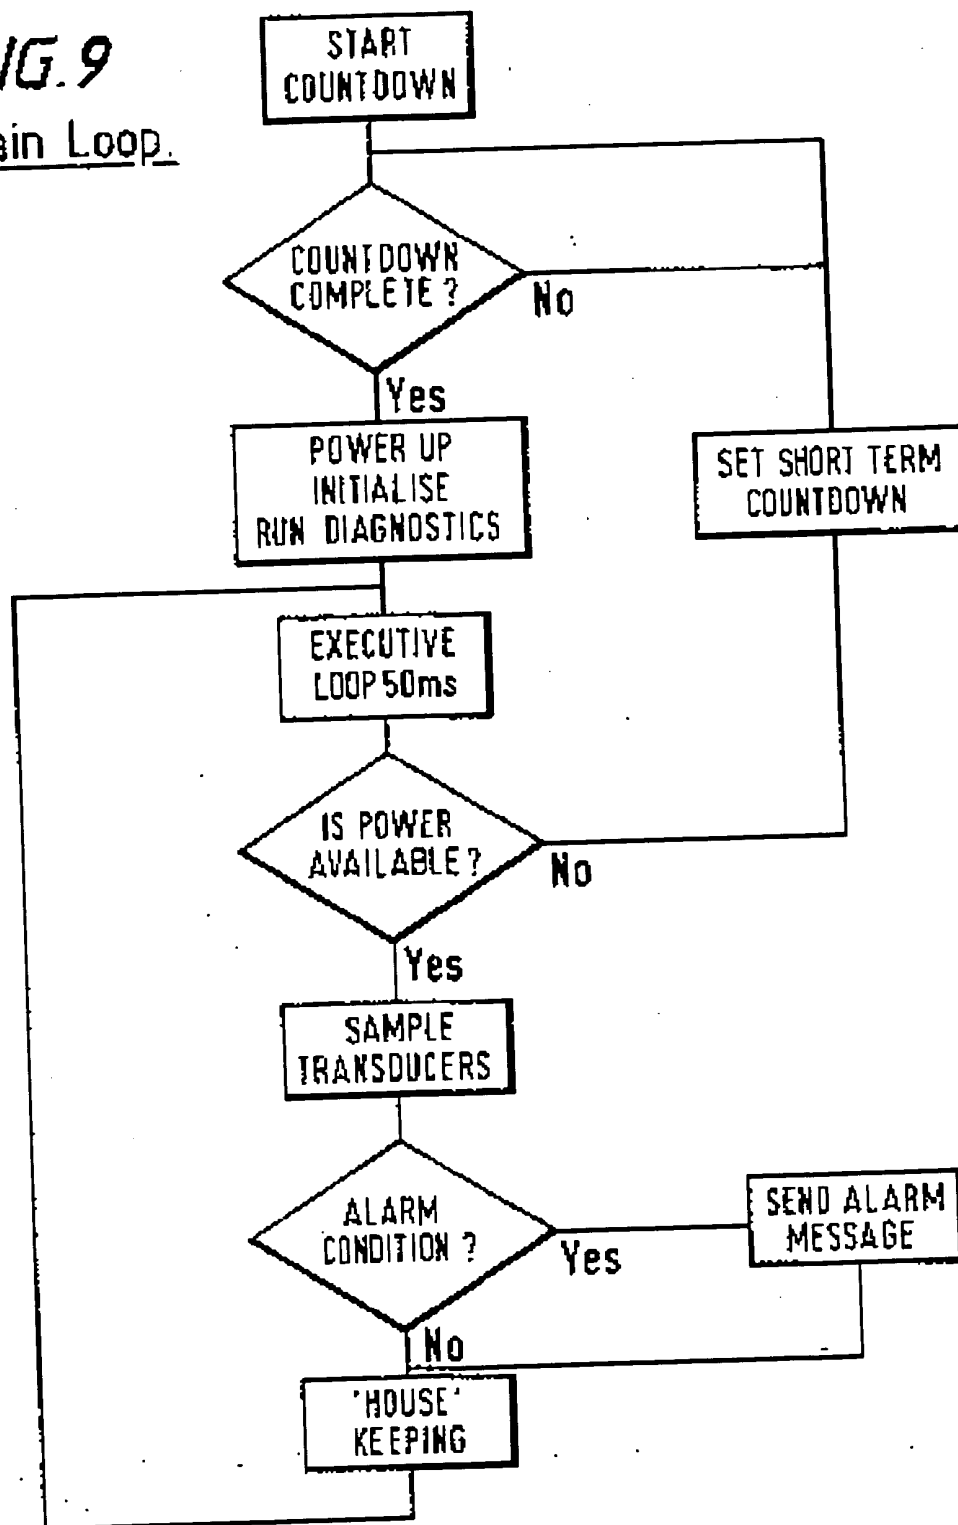 IG. 9
ain Loop.
START
COUNTDOWN
COUNTDOWN
COMPLETE ?
No
Yes
POWER UP
INITIALISE
RUN DIAGNOSTICS
SET SHORT TERM
COUNTDOWN
EXECUTIVE
LOOP 50ms
IS POWER
AVAILABLE ?
No
Yes
SAMPLE
TRANSDUCERS
ALARM
CONDITION ?
Yes
SEND ALARM
MESSAGE
No
'HOUSE'
KEEPING